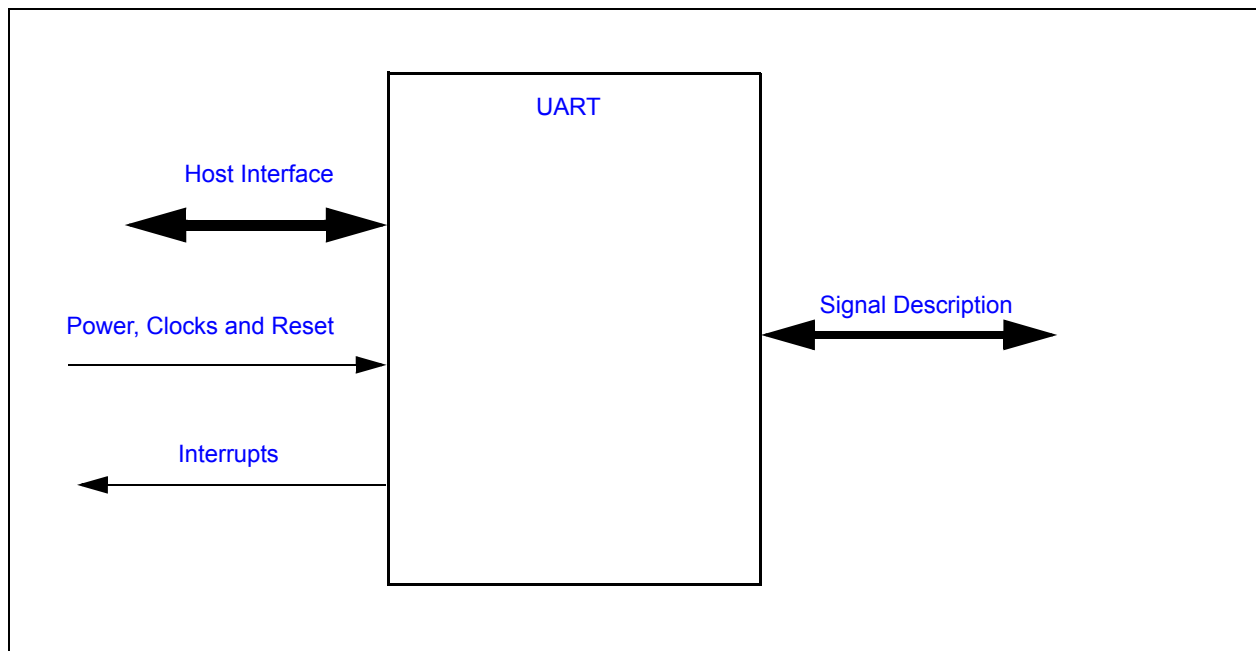 UART
Host Interface
Signal Description
Power, Clocks and Reset
Interrupts